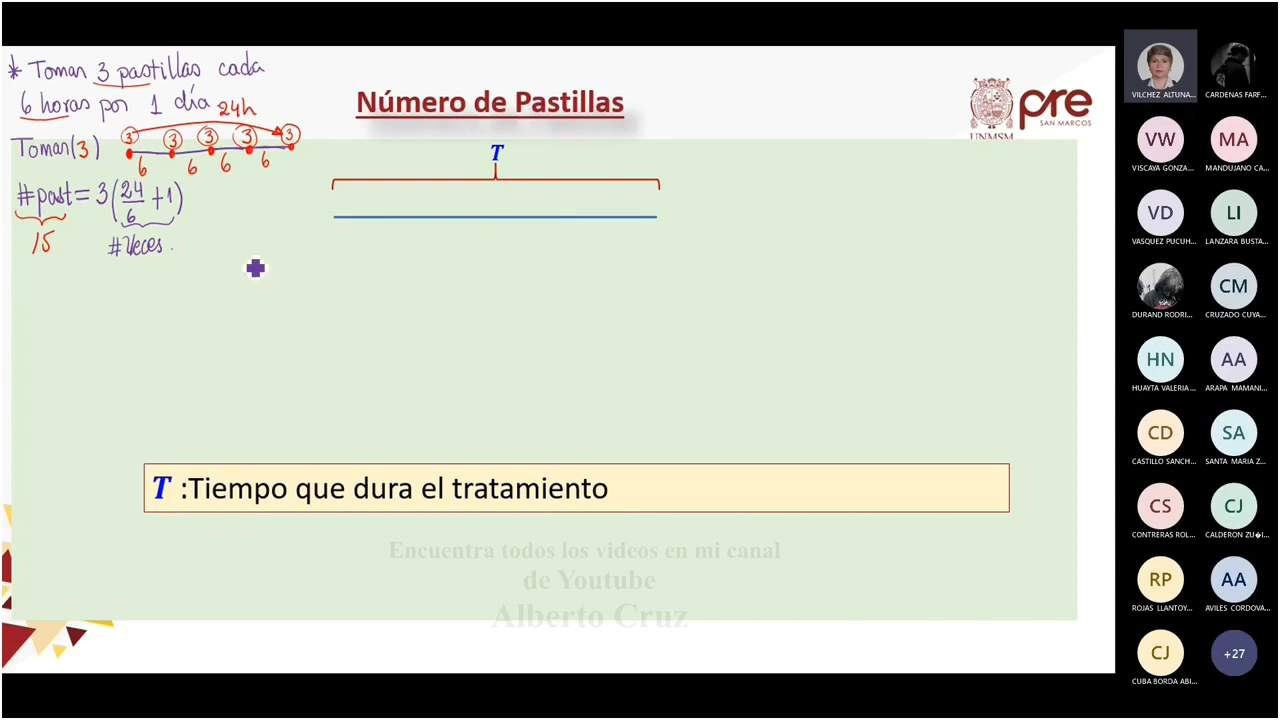 * Tomar 3 pastillas cada
6 horas por 1 día
24h
Tomar(3)
3 3 3 3 3
6 6 6 6
#past = 3(24/6 + 1)
15
#Veces.
Número de Pastillas
T
T :Tiempo que dura el tratamiento
Encuentra todos los videos en mi canal
de Youtube
Alberto Cruz
UNMSM
pre
SAN MARCOS
VILCHEZ ALTUNA...
CARDENAS FARF...
VW
MA
VISCAYA GONZA...
MANDUJANO CA...
VD
LI
VASQUEZ PUCUH...
LANZARA BUSTA...
CM
DURAND RODRI...
CRUZADO CUYA...
HN
AA
HUAYTA VALERIA...
ARAPA MAMANI...
CD
SA
CASTILLO SANCH...
SANTA MARIA Z...
CS
CJ
CONTRERAS ROL...
CALDERON ZU�I...
RP
AA
ROJAS LLANTOY...
AVILES CORDOVA...
CJ
+27
CUBA BORDA ABI...